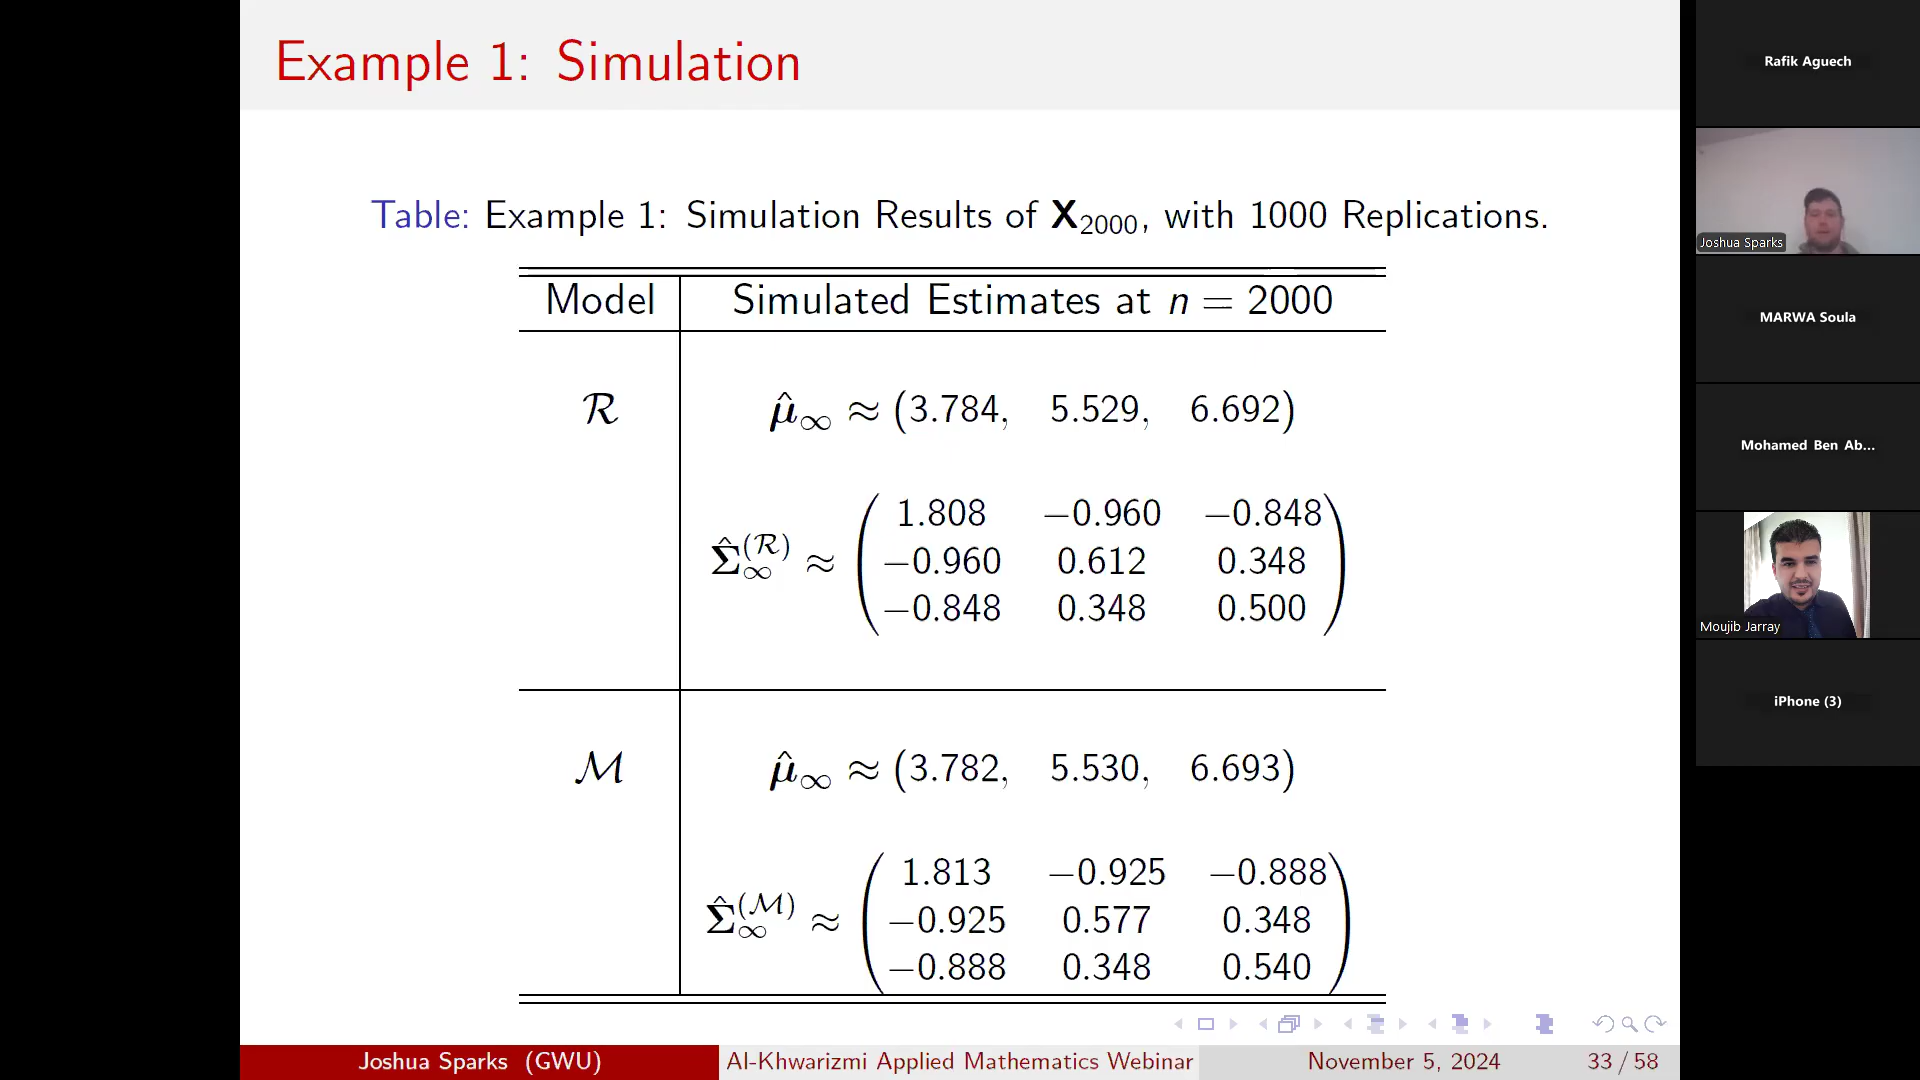 Example 1: Simulation
Table: Example 1: Simulation Results of X₂₀₀₀, with 1000 Replications.
Model Simulated Estimates at n = 2000
ℛ μ̂∞ ≈ (3.784, 5.529, 6.692)
Σ̂∞^(ℛ) ≈
1.808 −0.960 −0.848
−0.960 0.612 0.348
−0.848 0.348 0.500
ℳ μ̂∞ ≈ (3.782, 5.530, 6.693)
Σ̂∞^(ℳ) ≈
1.813 −0.925 −0.888
−0.925 0.577 0.348
−0.888 0.348 0.540
Joshua Sparks (GWU) Al-Khwarizmi Applied Mathematics Webinar November 5, 2024 33 / 58
Rafik Aguech
Joshua Sparks
MARWA Soula
Mohamed Ben Ab...
Moujib Jarray
iPhone (3)